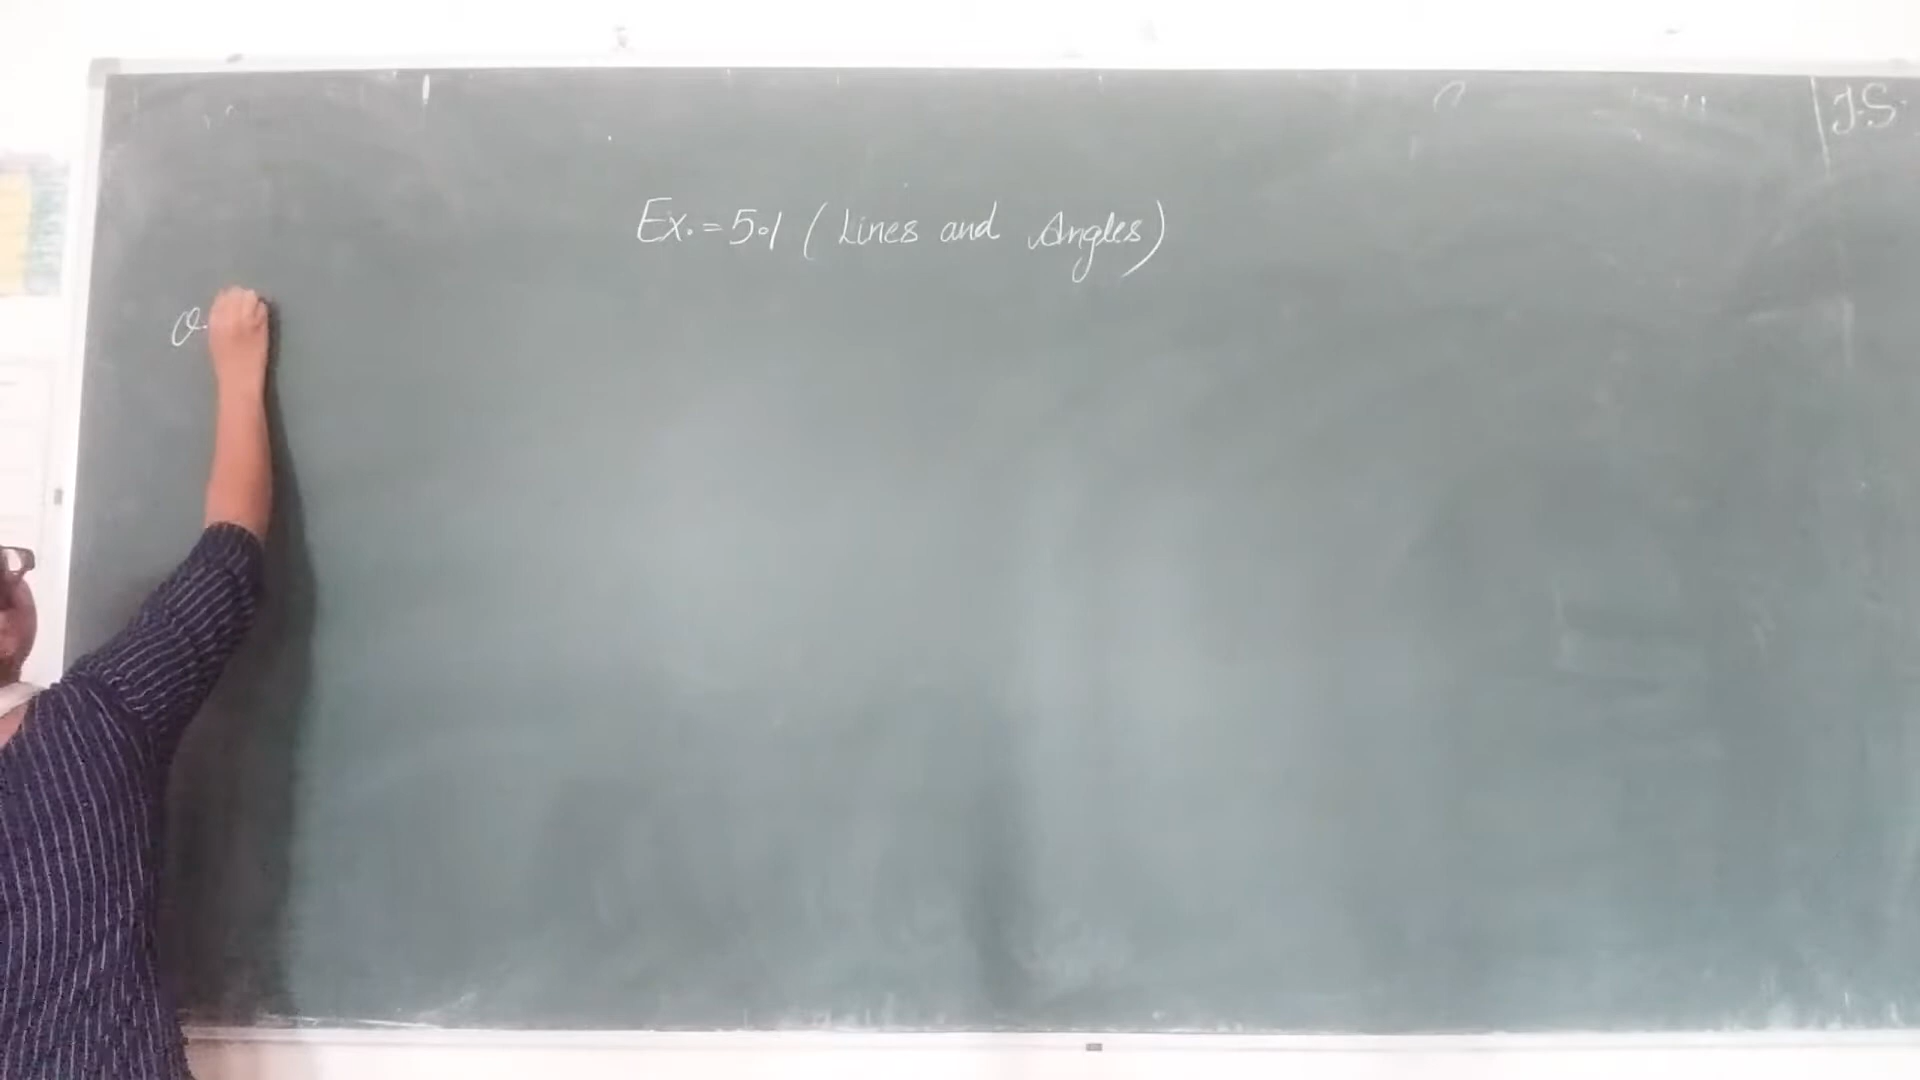 J.S.
Ex. = 5.1 (Lines and Angles)
Q.